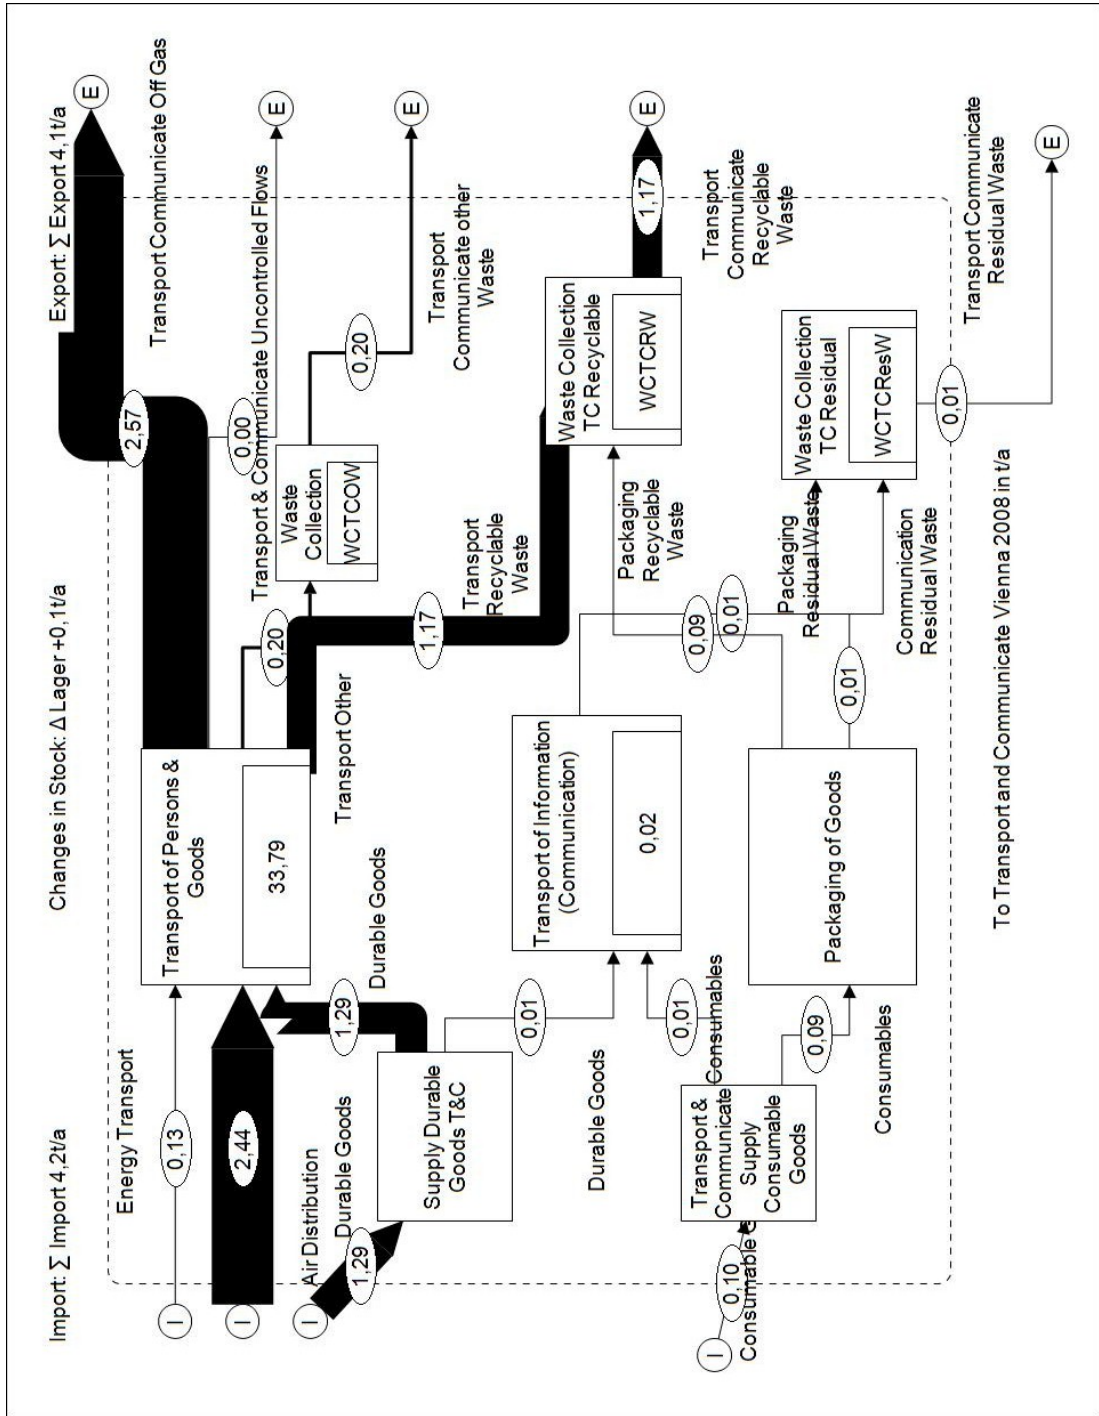 Import: ∑ Import 4,2t/a
Changes in Stock: Δ Lager +0,1t/a
Export: ∑ Export 4,1t/a
I
0,13
Energy Transport
I
2,44
I
Air Distribution
1,29
Durable Goods
Supply Durable
Goods T&C
1,29
Durable Goods
0,01
Durable Goods
I
0,10
Transport &
Communicate
Supply
Consumable
Goods
0,01
Consumables
0,09
Consumables
Transport of Persons &
Goods
33,79
Transport of Information
(Communication)
0,02
Packaging of Goods
2,57
E
Transport Communicate Off Gas
0,00
Transport & Communicate Uncontrolled Flows
E
0,20
Transport Other
Waste
Collection
WCTCOW
0,20
E
Transport
Communicate other
Waste
1,17
Transport
Recyclable
Waste
Waste Collection
TC Recyclable
WCTCRW
1,17
E
Transport
Communicate
Recyclable
Waste
0,09
Packaging
Recyclable
Waste
0,01
Packaging
Residual Waste
0,01
Communication
Residual Waste
Waste Collection
TC Residual
WCTCResW
0,01
E
Transport Communicate
Residual Waste
To Transport and Communicate Vienna 2008 in t/a